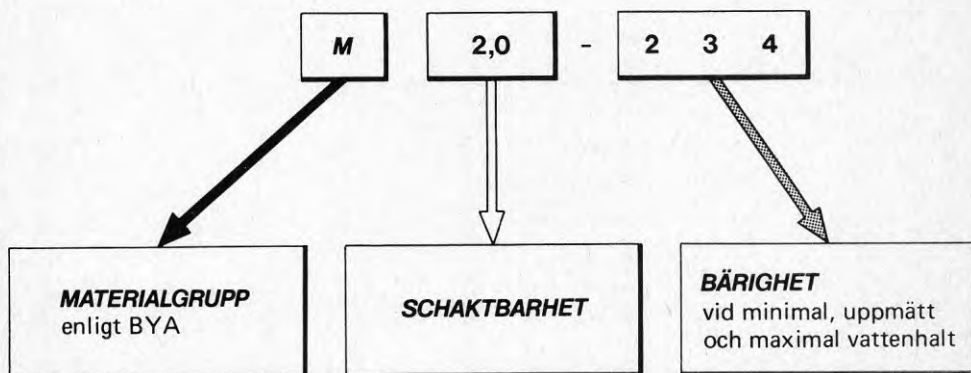 M 2,0 - 2 3 4
MATERIALGRUPP
enligt BYA
SCHAKTBARHET
BÄRIGHET
vid minimal, uppmätt
och maximal vattenhalt